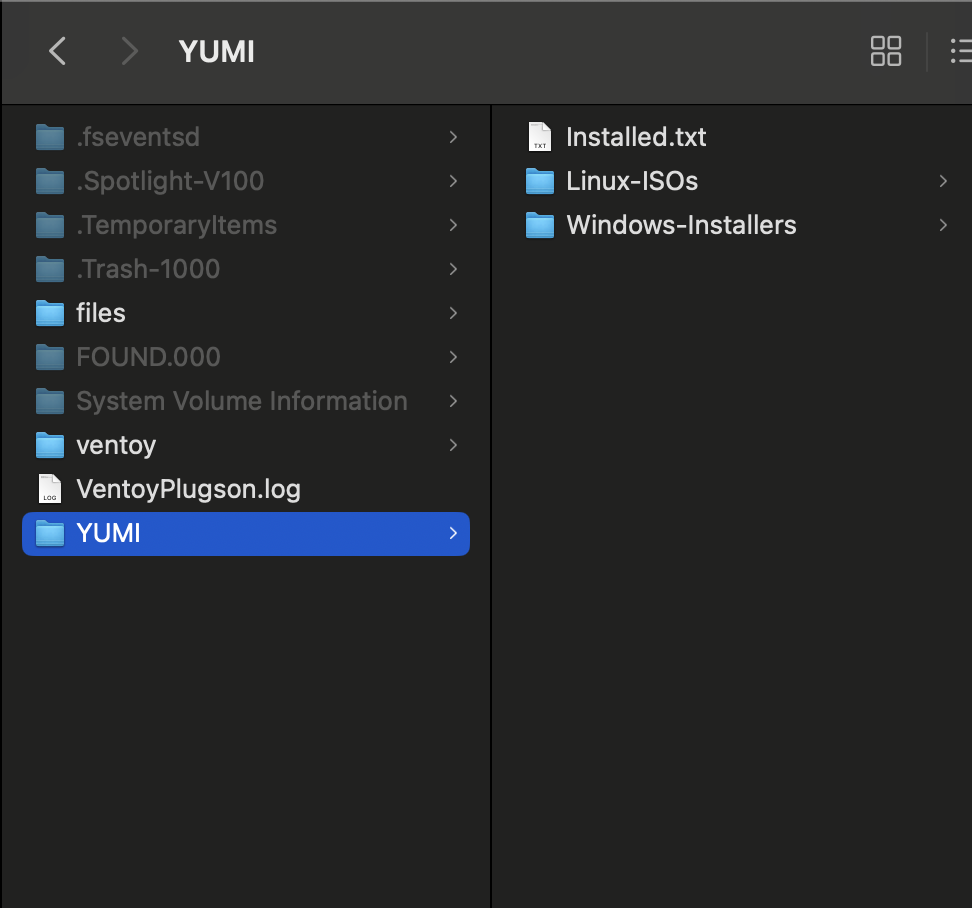 YUMI
.fseventsd
.Spotlight-V100
.TemporaryItems
.Trash-1000
files
FOUND.000
System Volume Information
ventoy
LOG
VentoyPlugson.log
YUMI
TXT
Installed.txt
Linux-ISOs
Windows-Installers